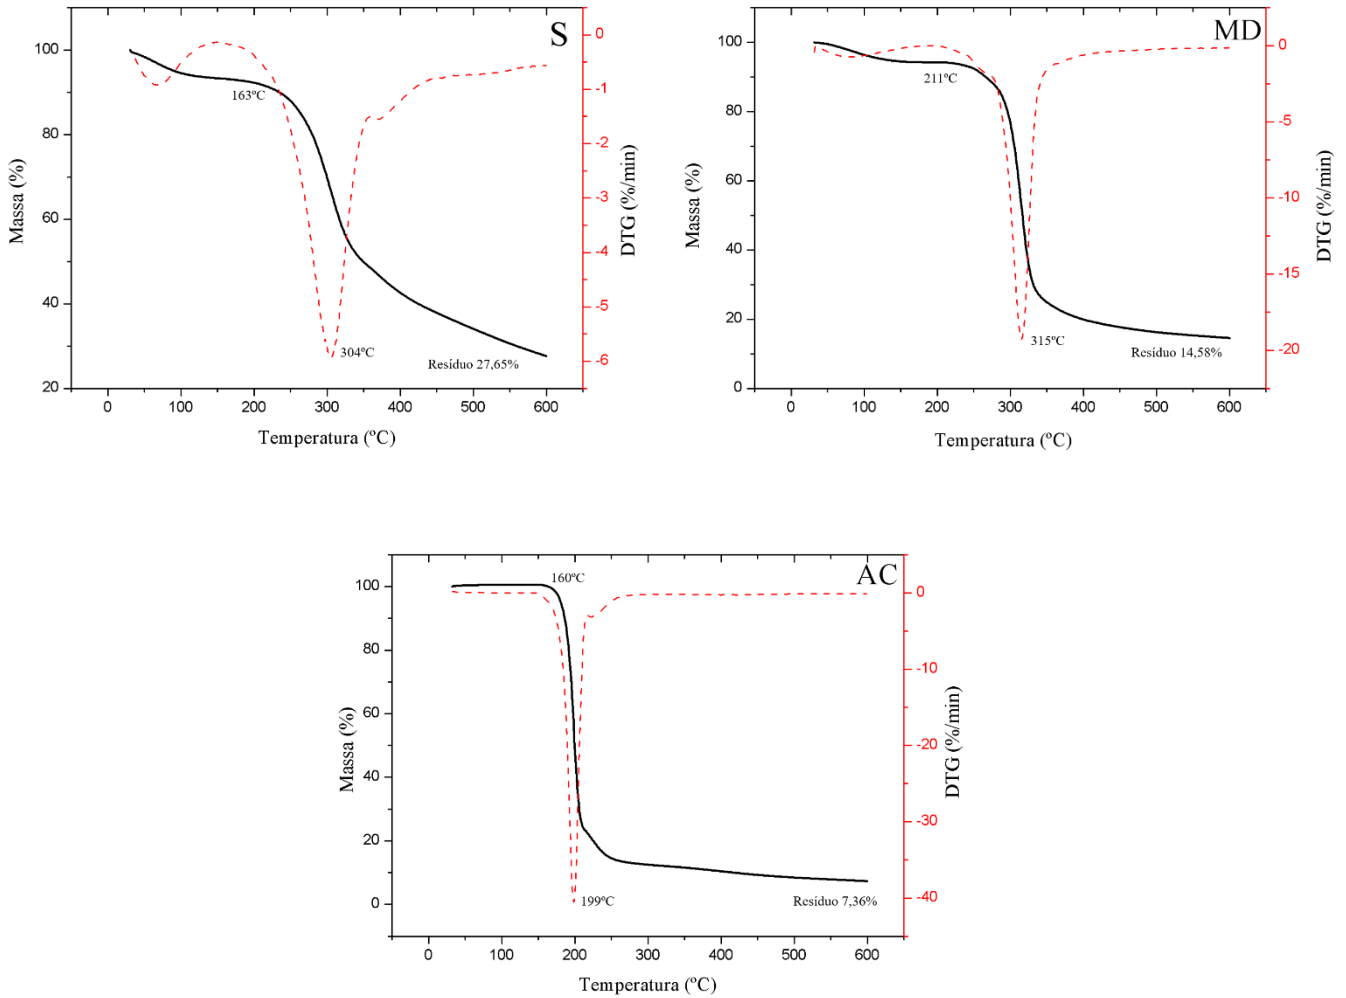 S
100
80
60
40
20
Massa (%)
163ºC
304ºC
Resíduo 27,65%
0
-1
-2
-3
-4
-5
-6
DTG (%/min)
0 100 200 300 400 500 600
Temperatura (ºC)
MD
100
80
60
40
20
0
Massa (%)
211ºC
315ºC
Resíduo 14,58%
0
-5
-10
-15
-20
DTG (%/min)
0 100 200 300 400 500 600
Temperatura (ºC)
AC
100
80
60
40
20
0
Massa (%)
160ºC
199ºC
Resíduo 7,36%
0
-10
-20
-30
-40
DTG (%/min)
0 100 200 300 400 500 600
Temperatura (ºC)